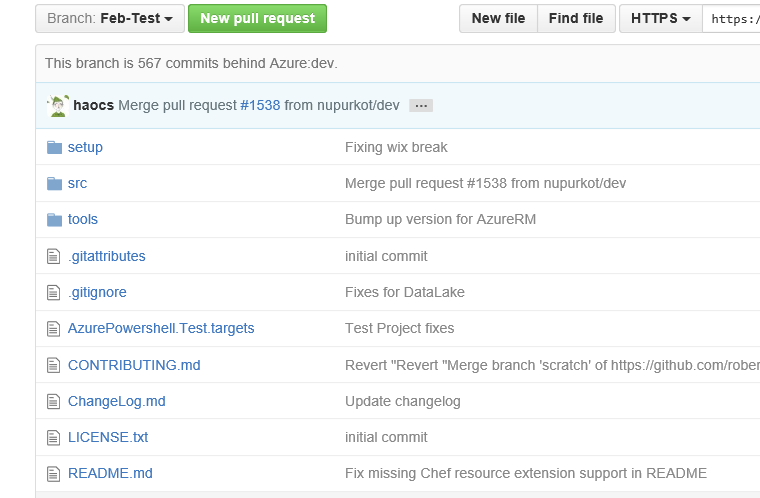 Branch: Feb-Test New pull request New file Find file HTTPS https:/
This branch is 567 commits behind Azure:dev.
haocs Merge pull request #1538 from nupurkot/dev ...
setup Fixing wix break
src Merge pull request #1538 from nupurkot/dev
tools Bump up version for AzureRM
.gitattributes initial commit
.gitignore Fixes for DataLake
AzurePowershell.Test.targets Test Project fixes
CONTRIBUTING.md Revert "Revert "Merge branch 'scratch' of https://github.com/rober
ChangeLog.md Update changelog
LICENSE.txt initial commit
README.md Fix missing Chef resource extension support in README